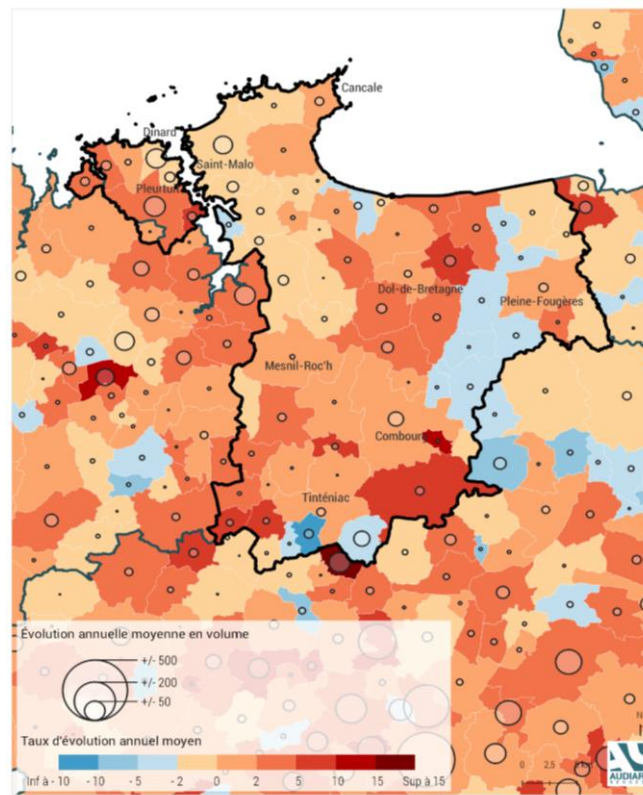 Cancale
Dinard
Saint-Malo
Pleurtuit
Dol-de-Bretagne
Pleine-Fougères
Mesnil-Roc'h
Combourg
Tinténiac
Évolution annuelle moyenne en volume
+/- 500
+/- 200
+/- 50
Taux d'évolution annuel moyen
Inf à - 10 - 10 - 5 - 2 0 2 5 10 15 Sup à 15
0 2.5